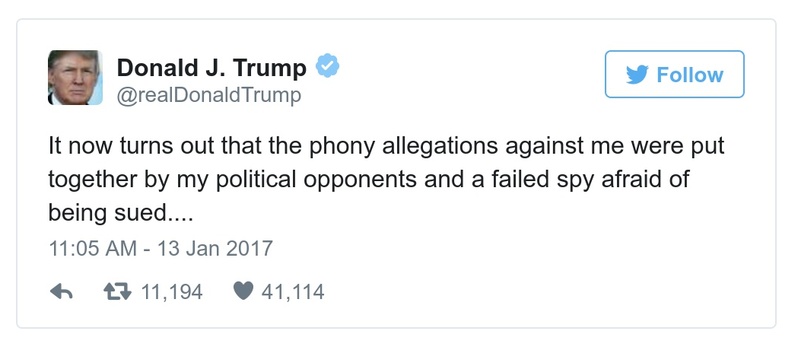 Donald J. Trump
@realDonaldTrump
Follow
It now turns out that the phony allegations against me were put
together by my political opponents and a failed spy afraid of
being sued....
11:05 AM - 13 Jan 2017
11,194 41,114